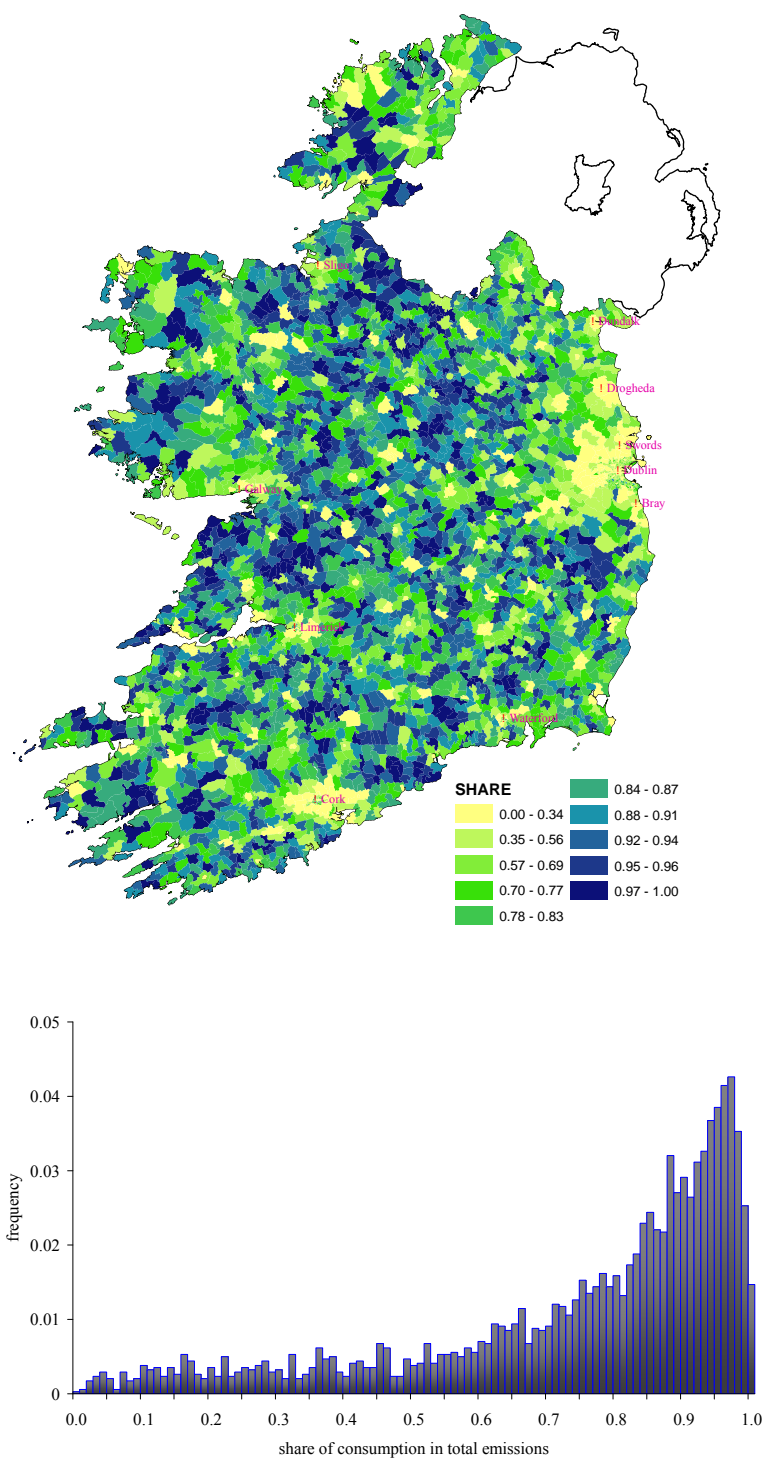 ! Sligo
! Dundalk
! Drogheda
! Swords
! Dublin
! Galway
! Bray
! Limerick
! Waterford
! Cork
SHARE
0.00 - 0.34
0.35 - 0.56
0.57 - 0.69
0.70 - 0.77
0.78 - 0.83
0.84 - 0.87
0.88 - 0.91
0.92 - 0.94
0.95 - 0.96
0.97 - 1.00
0.05
0.04
0.03
0.02
0.01
0
frequency
0.0 0.1 0.2 0.3 0.4 0.5 0.6 0.7 0.8 0.9 1.0
share of consumption in total emissions